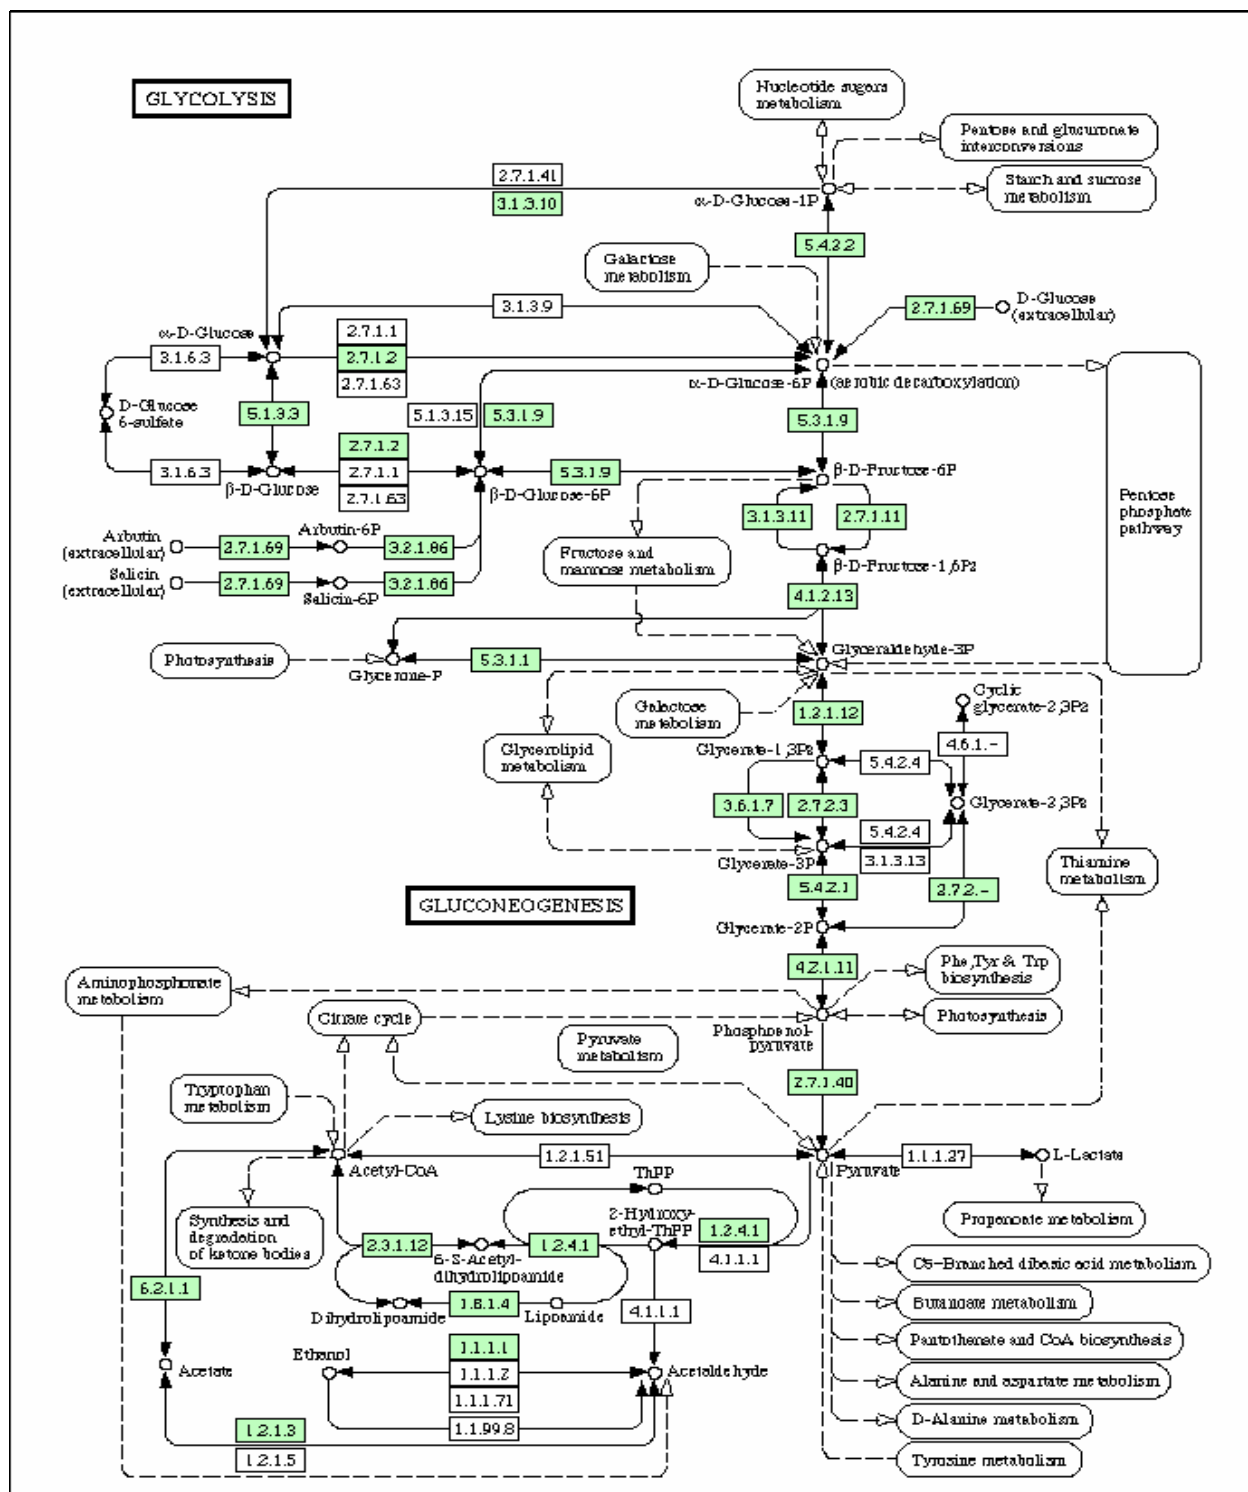 GLYCOLYSIS
Nucleotide sugars
metabolism
Pentose and glucuronate
interconversions
Starch and sucrose
metabolism
2.7.1.41
3.1.3.10
α-D-Glucose-1P
5.4.2.2
Galactose
metabolism
3.1.3.9
2.7.1.69
D-Glucose
(extracellular)
α-D-Glucose
2.7.1.1
2.7.1.2
2.7.1.63
3.1.6.3
α-D-Glucose-6P
(aerobic decarboxylation)
D-Glucose
6-sulfate
5.1.3.3
5.1.3.15
5.3.1.9
5.3.1.9
3.1.6.3
β-D-Glucose
2.7.1.2
2.7.1.1
2.7.1.63
β-D-Glucose-6P
5.3.1.9
β-D-Fructose-6P
Pentose
phosphate
pathway
3.1.3.11
2.7.1.11
Arbutin
(extracellular)
2.7.1.69
Arbutin-6P
3.2.1.86
Fructose and
mannose metabolism
β-D-Fructose-1,6P2
Salicin
(extracellular)
2.7.1.69
Salicin-6P
3.2.1.86
4.1.2.13
Photosynthesis
Glycerone-P
5.3.1.1
Glyceraldehyde-3P
Galactose
metabolism
1.2.1.12
Cyclic
glycerate-2,3P2
Glycerolipid
metabolism
Glycerate-1,3P2
5.4.2.4
4.6.1.-
3.6.1.7
2.7.2.3
Glycerate-2,3P2
5.4.2.4
3.1.3.13
Glycerate-3P
Thiamine
metabolism
5.4.2.1
2.7.2.-
GLUCONEOGENESIS
Glycerate-2P
4.2.1.11
Phe,Tyr & Trp
biosynthesis
Aminophosphonate
metabolism
Citrate cycle
Phosphoenol-
pyruvate
Photosynthesis
Pyruvate
metabolism
2.7.1.40
Tryptophan
metabolism
Lysine biosynthesis
Acetyl-CoA
1.2.1.51
Pyruvate
1.1.1.27
L-Lactate
ThPP
Synthesis and
degradation
of ketone bodies
2-Hydroxy-
ethyl-ThPP
Propanoate metabolism
2.3.1.12
6-S-Acetyl-
dihydrolipoamide
1.2.4.1
1.2.4.1
4.1.1.1
C5-Branched dibasic acid metabolism
6.2.1.1
Dihydrolipoamide
1.8.1.4
Lipoamide
4.1.1.1
Butanoate metabolism
Pantothenate and CoA biosynthesis
Acetate
Ethanol
1.1.1.1
1.1.1.2
1.1.1.71
1.1.99.8
Acetaldehyde
Alanine and aspartate metabolism
D-Alanine metabolism
1.2.1.3
1.2.1.5
Tyrosine metabolism